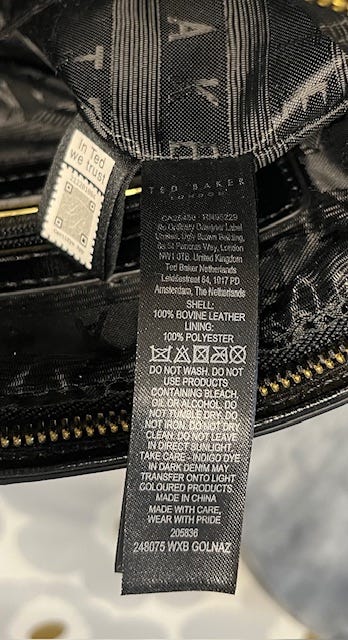 In Ted
we trust
TED BAKER
LONDON
CA26450 - RN95229
No Ordinary Designer Label
Limited, Ugly Brown Building,
6a St Pancras Way, London
NW1 0TB. United Kingdom
Ted Baker Netherlands
Leidsestraat 64, 1017 PD
Amsterdam, The Netherlands
SHELL:
100% BOVINE LEATHER
LINING:
100% POLYESTER
DO NOT WASH. DO NOT
USE PRODUCTS
CONTAINING BLEACH,
OIL OR ALCOHOL. DO
NOT TUMBLE DRY. DO
NOT IRON. DO NOT DRY
CLEAN. DO NOT LEAVE
IN DIRECT SUNLIGHT.
TAKE CARE - INDIGO DYE
IN DARK DENIM MAY
TRANSFER ONTO LIGHT
COLOURED PRODUCTS.
MADE IN CHINA
MADE WITH CARE,
WEAR WITH PRIDE
205836
248075 WXB GOLNAZ